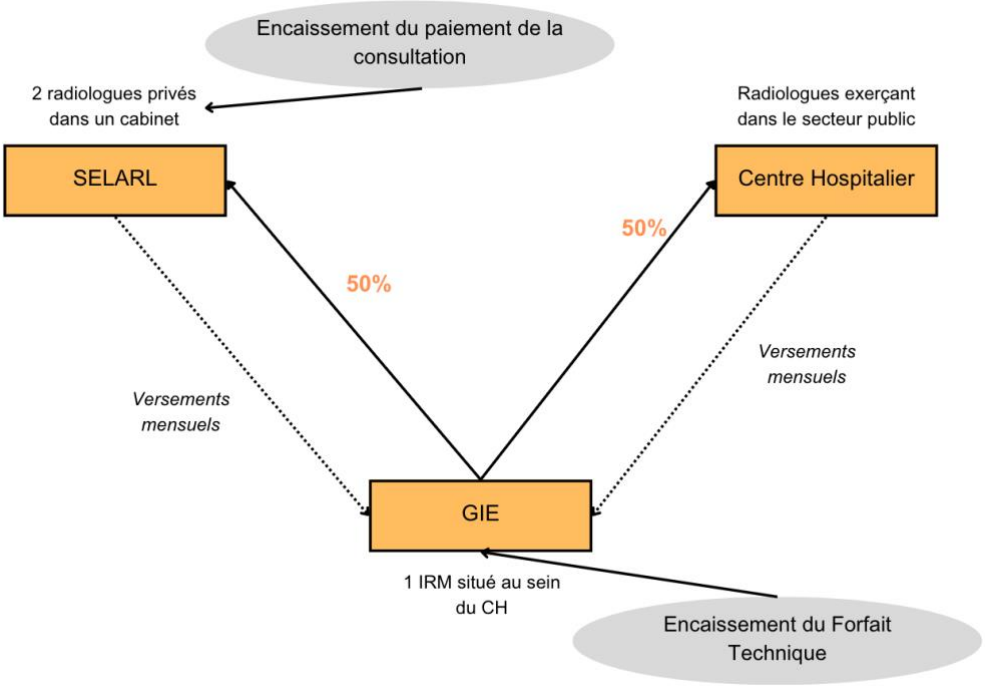 Encaissement du paiement de la
consultation
2 radiologues privés
dans un cabinet
Radiologues exerçant
dans le secteur public
SELARL
Centre Hospitalier
50%
50%
Versements
mensuels
Versements
mensuels
GIE
1 IRM situé au sein
du CH
Encaissement du Forfait
Technique